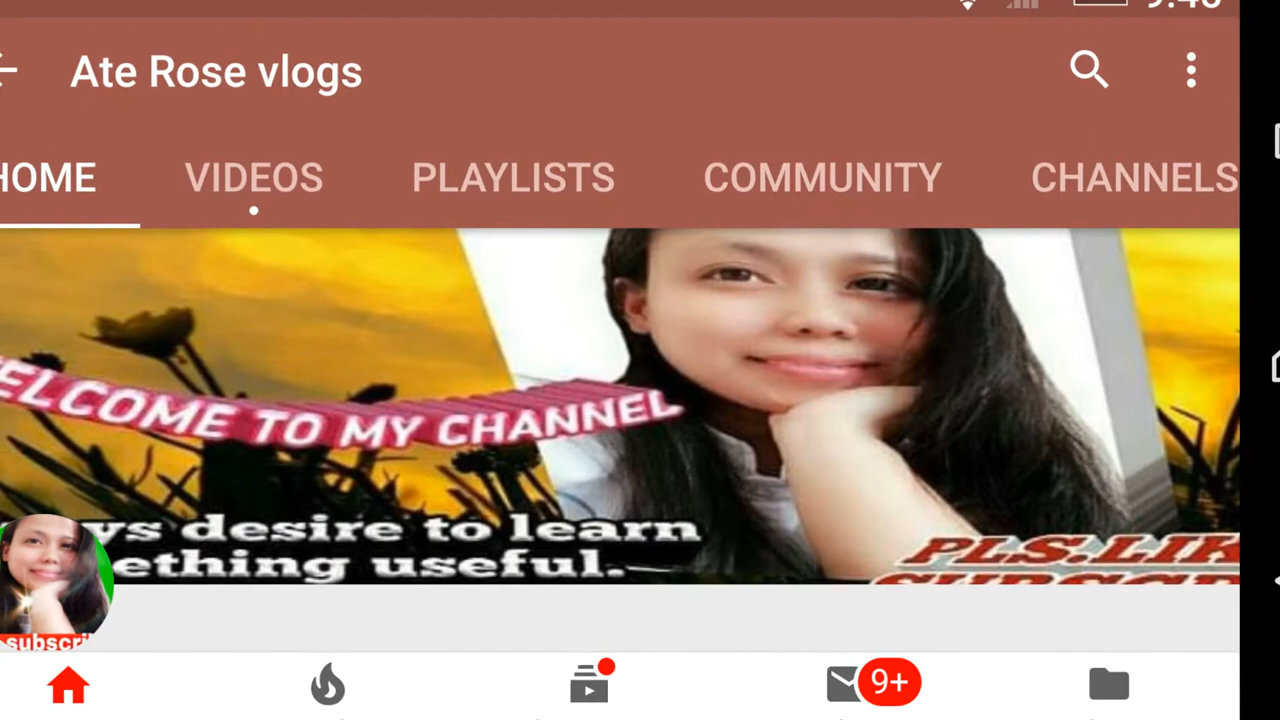 Ate Rose vlogs
HOME
VIDEOS
PLAYLISTS
COMMUNITY
CHANNELS
ELCOME TO MY CHANNEL
ys desire to learn
ething useful.
PLS.LIK
subscri
9+